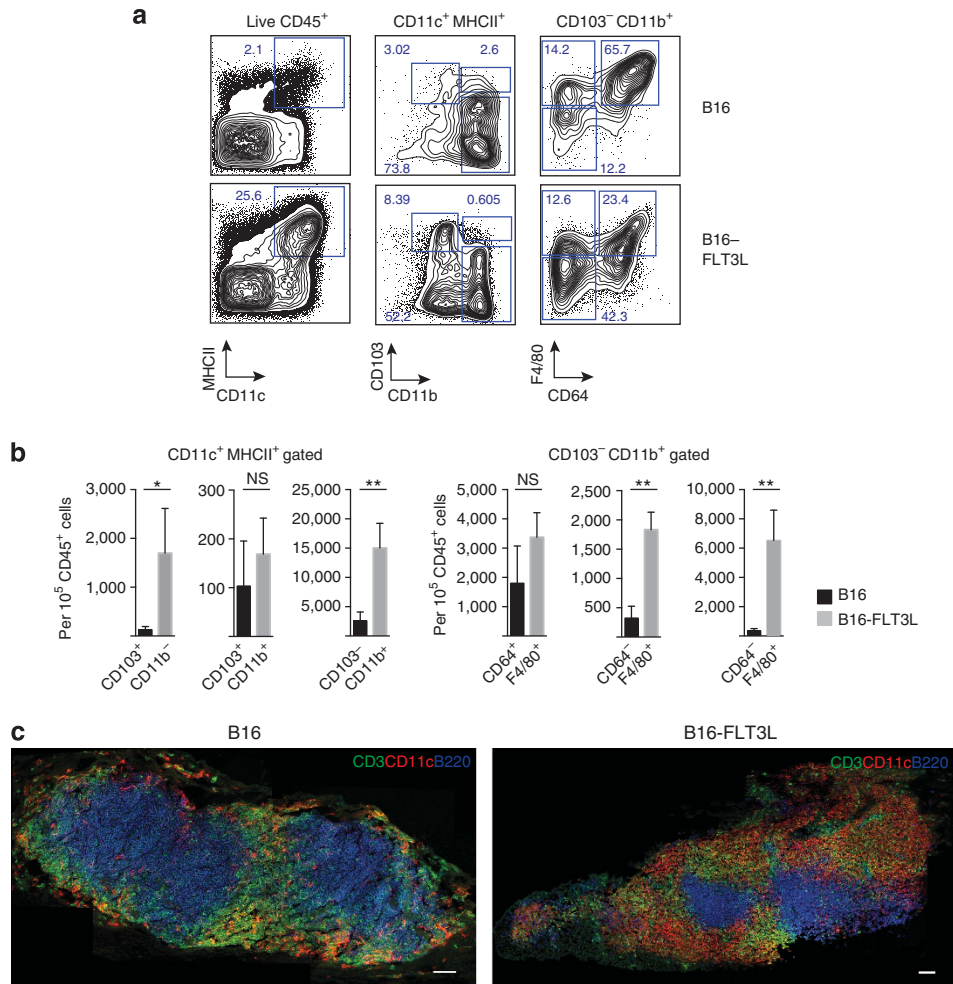 a
Live CD45+
CD11c+ MHCII+
CD103– CD11b+
2.1
3.02
2.6
14.2
65.7
B16
73.8
12.2
25.6
8.39
0.605
12.6
23.4
B16–
FLT3L
52.2
42.3
MHCII
CD11c
CD103
CD11b
F4/80
CD64
b
CD11c+ MHCII+ gated
CD103– CD11b+ gated
Per 10^5 CD45+ cells
3,000
2,000
1,000
*
CD103+
CD11b–
300
200
100
NS
CD103+
CD11b+
25,000
20,000
15,000
10,000
5,000
**
CD103–
CD11b+
Per 10^5 CD45+ cells
5,000
4,000
3,000
2,000
1,000
0
NS
CD64+
F4/80+
2,500
2,000
1,500
1,000
500
**
CD64–
F4/80+
10,000
8,000
6,000
4,000
2,000
0
**
CD64–
F4/80+
B16
B16-FLT3L
c
B16
B16-FLT3L
CD3CD11cB220
CD3CD11cB220